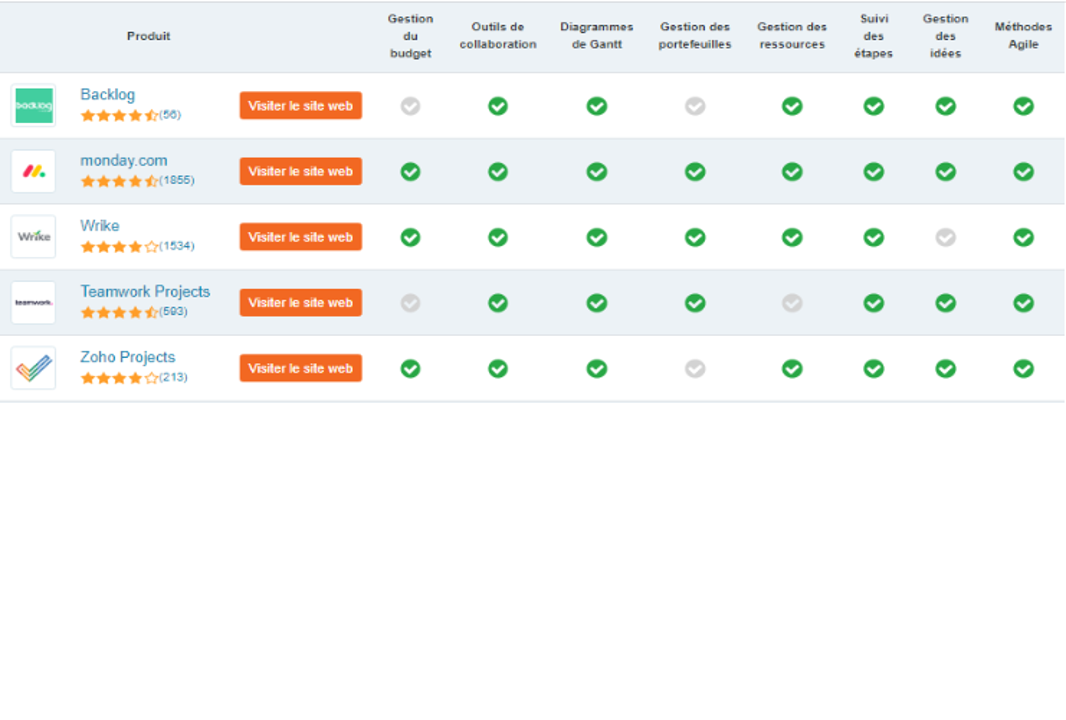 Produit
Gestion
du
budget
Outils de
collaboration
Diagrammes
de Gantt
Gestion des
portefeuilles
Gestion des
ressources
Suivi
des
étapes
Gestion
des
idées
Méthodes
Agile
backlog
Backlog
(56)
Visiter le site web
monday.com
(1855)
Visiter le site web
Wrike
Wrike
(1534)
Visiter le site web
teamwork.
Teamwork Projects
(593)
Visiter le site web
Zoho Projects
(213)
Visiter le site web